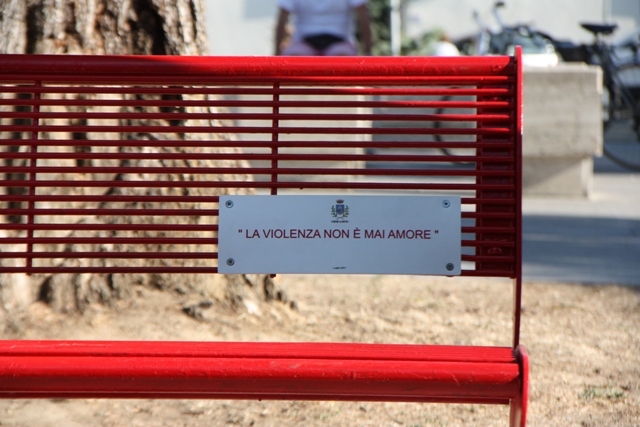 " LA VIOLENZA NON È MAI AMORE "